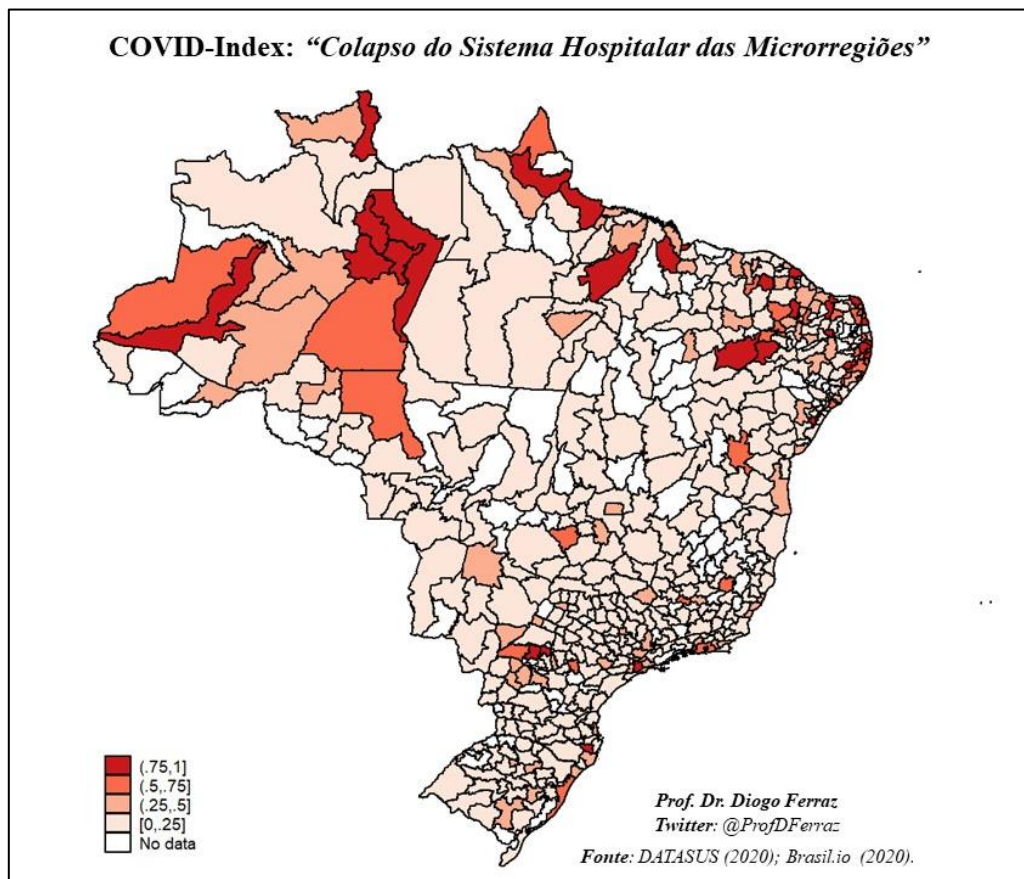 COVID-Index: “Colapso do Sistema Hospitalar das Microrregiões”
(.75,1]
(.5,.75]
(.25,.5]
[0,.25]
No data
Prof. Dr. Diogo Ferraz
Twitter: @ProfDFerraz
Fonte: DATASUS (2020); Brasil.io (2020).